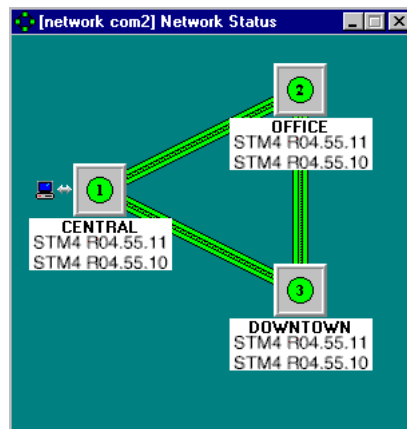 [network com2] Network Status
2
OFFICE
STM4 R04.55.11
STM4 R04.55.10
1
CENTRAL
STM4 R04.55.11
STM4 R04.55.10
3
DOWNTOWN
STM4 R04.55.11
STM4 R04.55.10